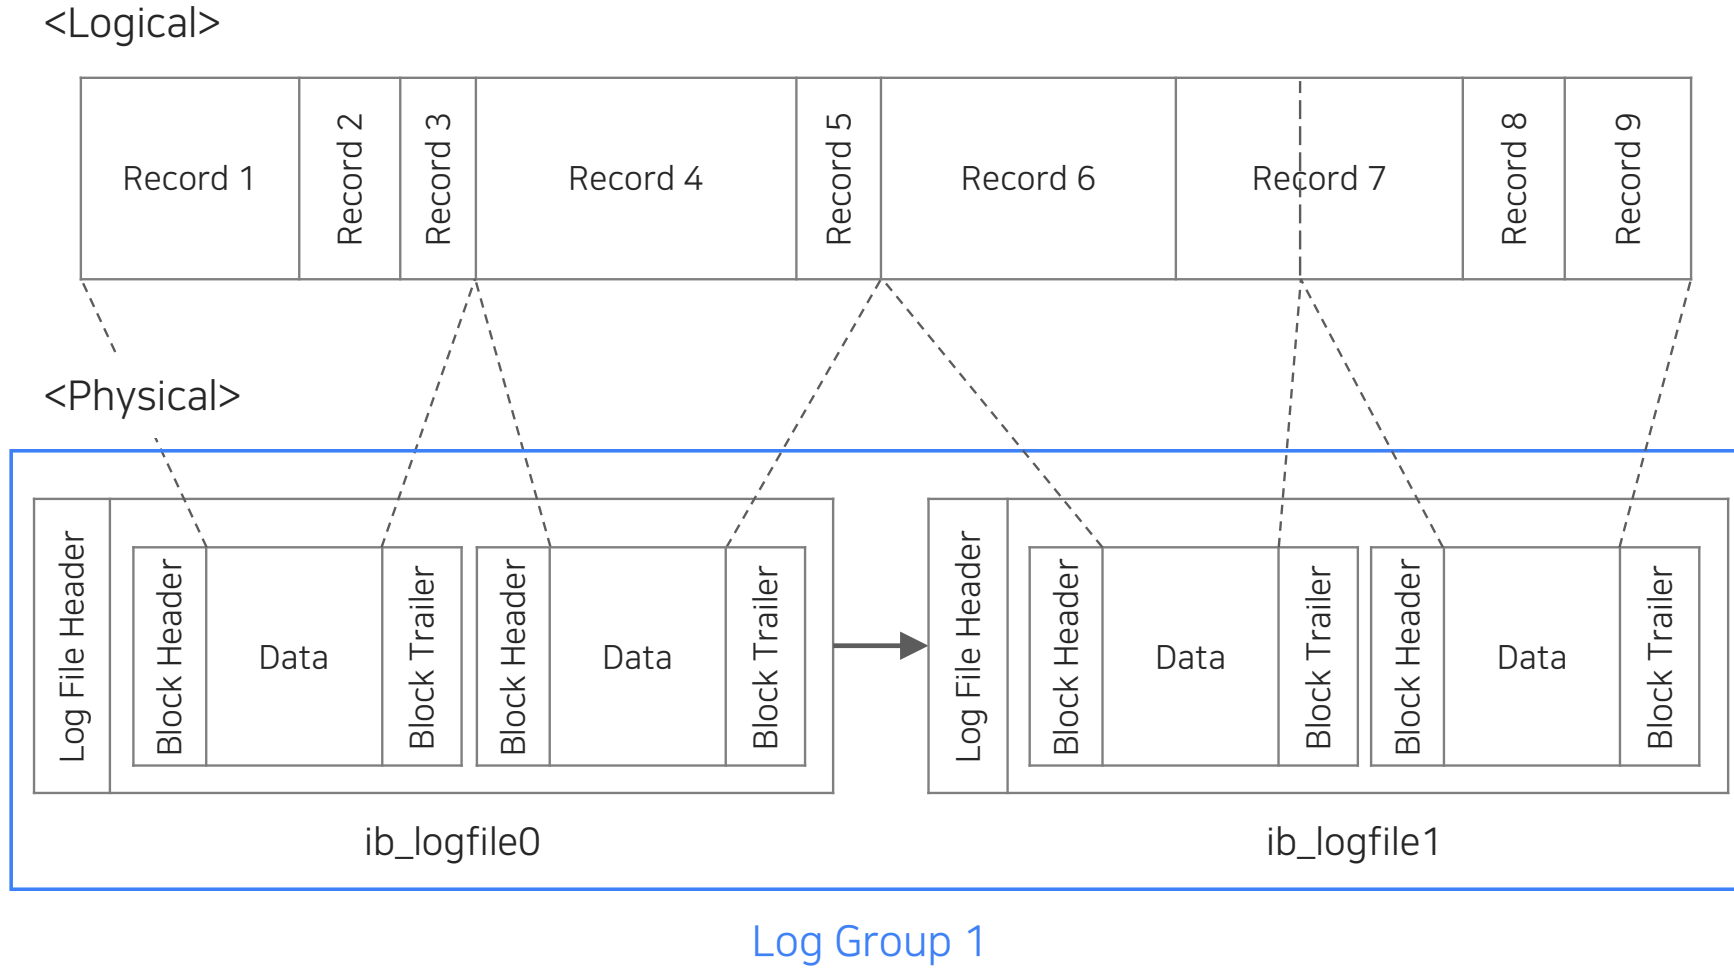 <Logical>
Record 1
Record 2
Record 3
Record 4
Record 5
Record 6
Record 7
Record 8
Record 9
<Physical>
Log File Header
Block Header
Data
Block Trailer
Block Header
Data
Block Trailer
Log File Header
Block Header
Data
Block Trailer
Block Header
Data
Block Trailer
ib_logfile0
ib_logfile1
Log Group 1